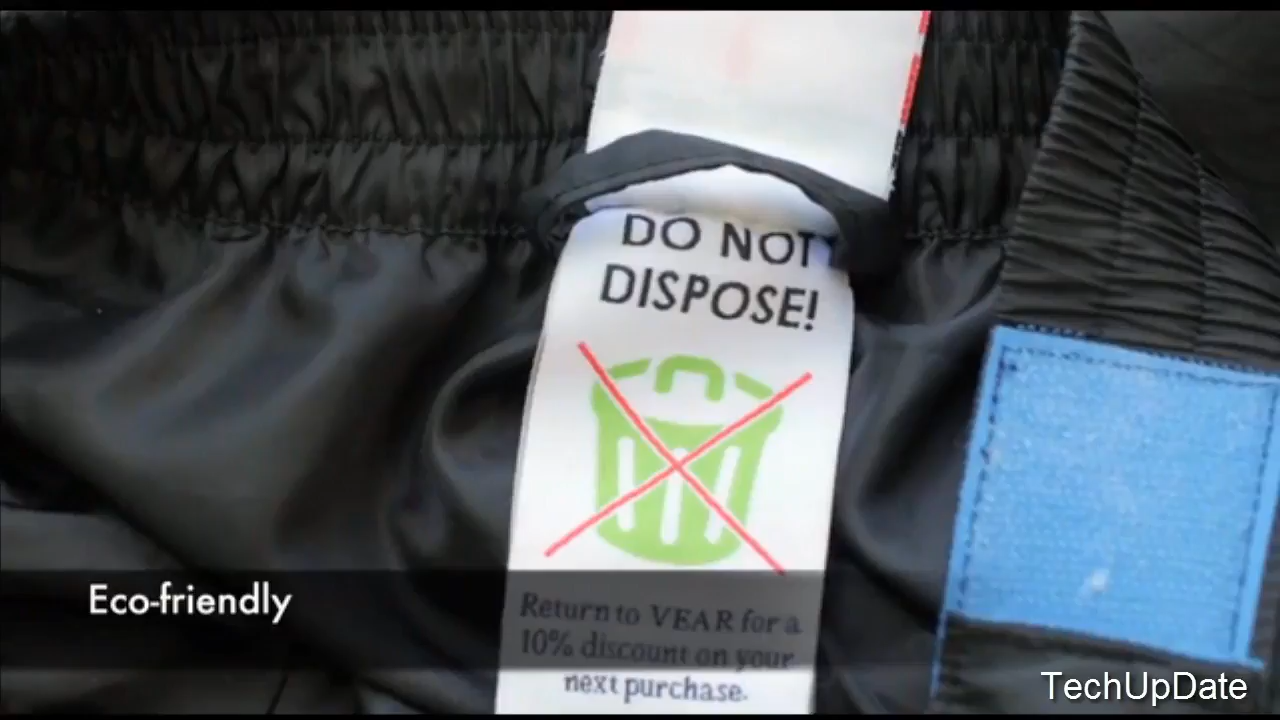 DO NOT
DISPOSE!
Return to VEAR for a
10% discount on your
next purchase.
Eco-friendly
TechUpDate